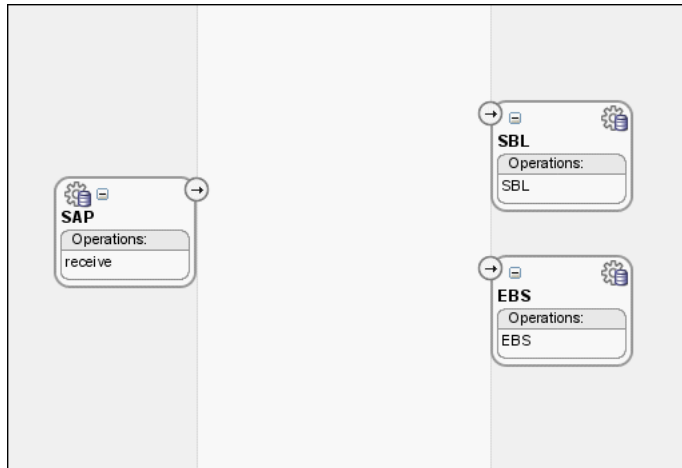 SAP
Operations:
receive
SBL
Operations:
SBL
EBS
Operations:
EBS